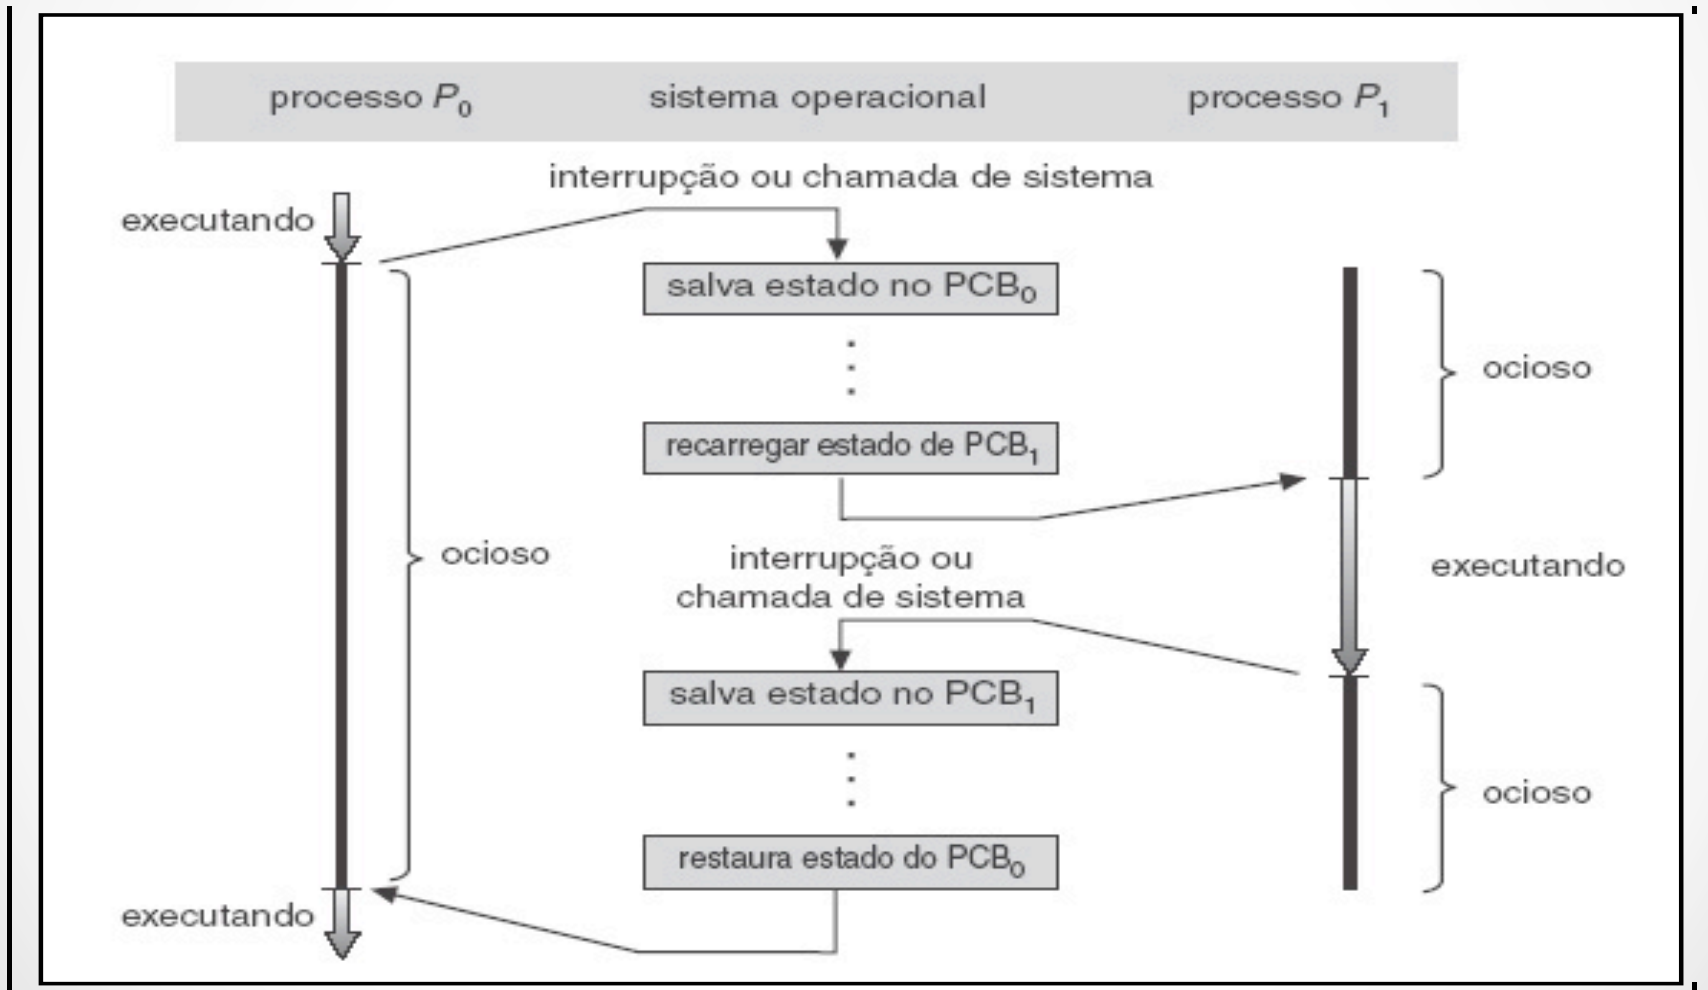 processo P₀
sistema operacional
processo P₁
interrupção ou chamada de sistema
executando
salva estado no PCB₀
ocioso
recarregar estado de PCB₁
ocioso
interrupção ou
chamada de sistema
executando
salva estado no PCB₁
ocioso
restaura estado do PCB₀
executando